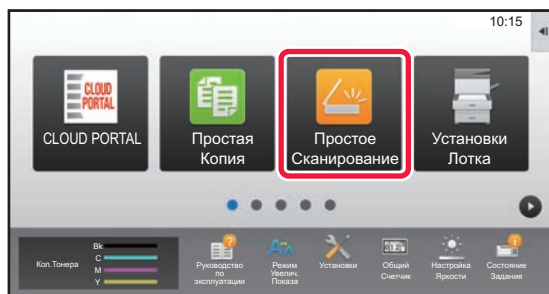 10:15
CLOUD
PORTAL
CLOUD PORTAL
Простая
Копия
Простое
Сканирование
Установки
Лотка
Кол.Тонера
Bk
C
M
Y
Руководство
по
эксплуатации
Режим
Увелич.
Показа
Установки
Общий
Счетчик
Настройка
Яркости
Состояние
Задания